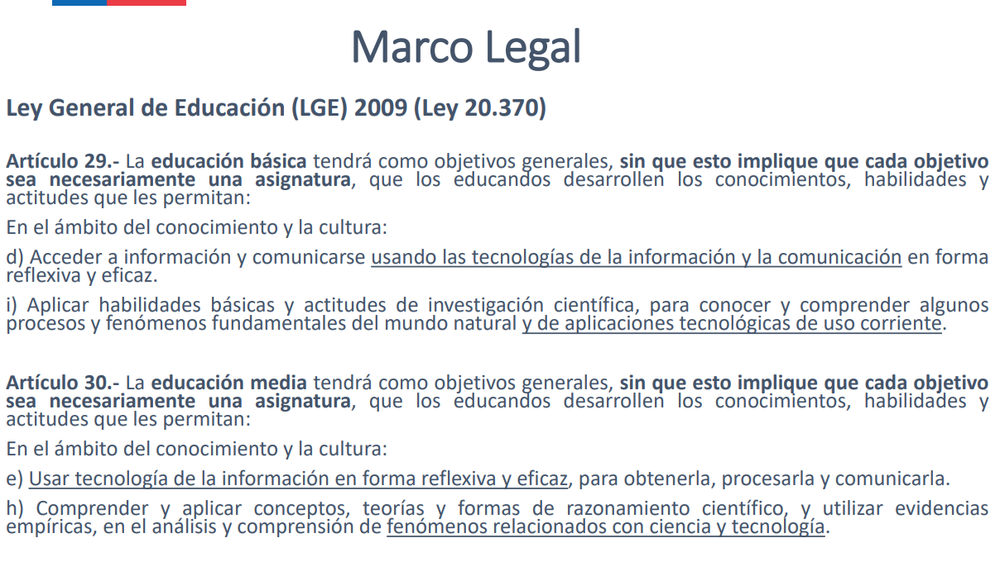 Marco Legal
Ley General de Educación (LGE) 2009 (Ley 20.370)
Artículo 29.- La educación básica tendrá como objetivos generales, sin que esto implique que cada objetivo
sea necesariamente una asignatura, que los educandos desarrollen los conocimientos, habilidades y
actitudes que les permitan:
En el ámbito del conocimiento y la cultura:
d) Acceder a información y comunicarse usando las tecnologías de la información y la comunicación en forma
reflexiva y eficaz.
i) Aplicar habilidades básicas y actitudes de investigación científica, para conocer y comprender algunos
procesos y fenómenos fundamentales del mundo natural y de aplicaciones tecnológicas de uso corriente.
Artículo 30.- La educación media tendrá como objetivos generales, sin que esto implique que cada objetivo
sea necesariamente una asignatura, que los educandos desarrollen los conocimientos, habilidades y
actitudes que les permitan:
En el ámbito del conocimiento y la cultura:
e) Usar tecnología de la información en forma reflexiva y eficaz, para obtenerla, procesarla y comunicarla.
h) Comprender y aplicar conceptos, teorías y formas de razonamiento científico, y utilizar evidencias
empíricas, en el análisis y comprensión de fenómenos relacionados con ciencia y tecnología.